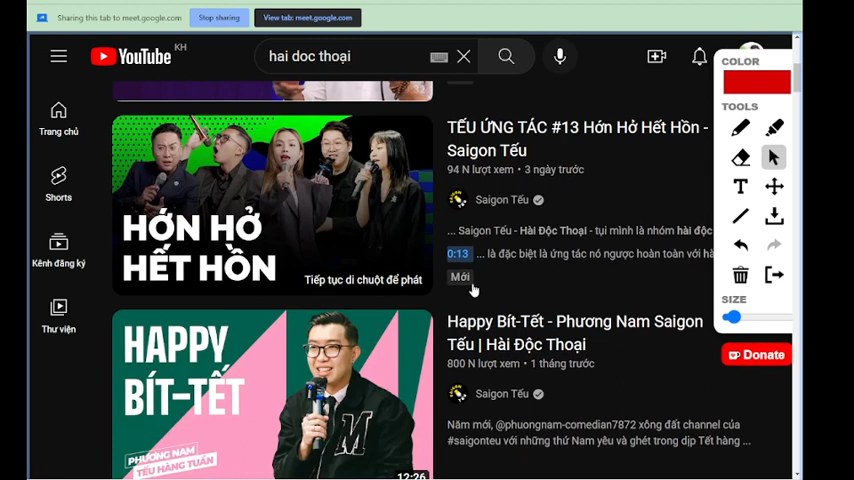 Sharing this tab to meet.google.com
Stop sharing
View tab: meet.google.com
YouTube KH
hai doc thoại
Trang chủ
Shorts
Kênh đăng ký
Thư viện
HỚN HỞ
HẾT HỒN
Tiếp tục di chuột để phát
TẾU ỨNG TÁC #13 Hớn Hở Hết Hồn -
Saigon Tếu
94 N lượt xem • 3 ngày trước
Saigon Tếu
... Saigon Tếu - Hài Độc Thoại - tụi mình là nhóm hài độc
0:13 ... là đặc biệt là ứng tác nó ngược hoàn toàn với hà
Mới
HAPPY
BÍT-TẾT
PHƯƠNG NAM
TẾU HÀNG TUẦN
12:26
M
Happy Bít-Tết - Phương Nam Saigon
Tếu | Hài Độc Thoại
800 N lượt xem • 1 tháng trước
Saigon Tếu
Năm mới, @phuongnam-comedian7872 xông đất channel của
#saigonteu với những thứ Nam yêu và ghét trong dịp Tết hàng ...
COLOR
TOOLS
T
SIZE
Donate